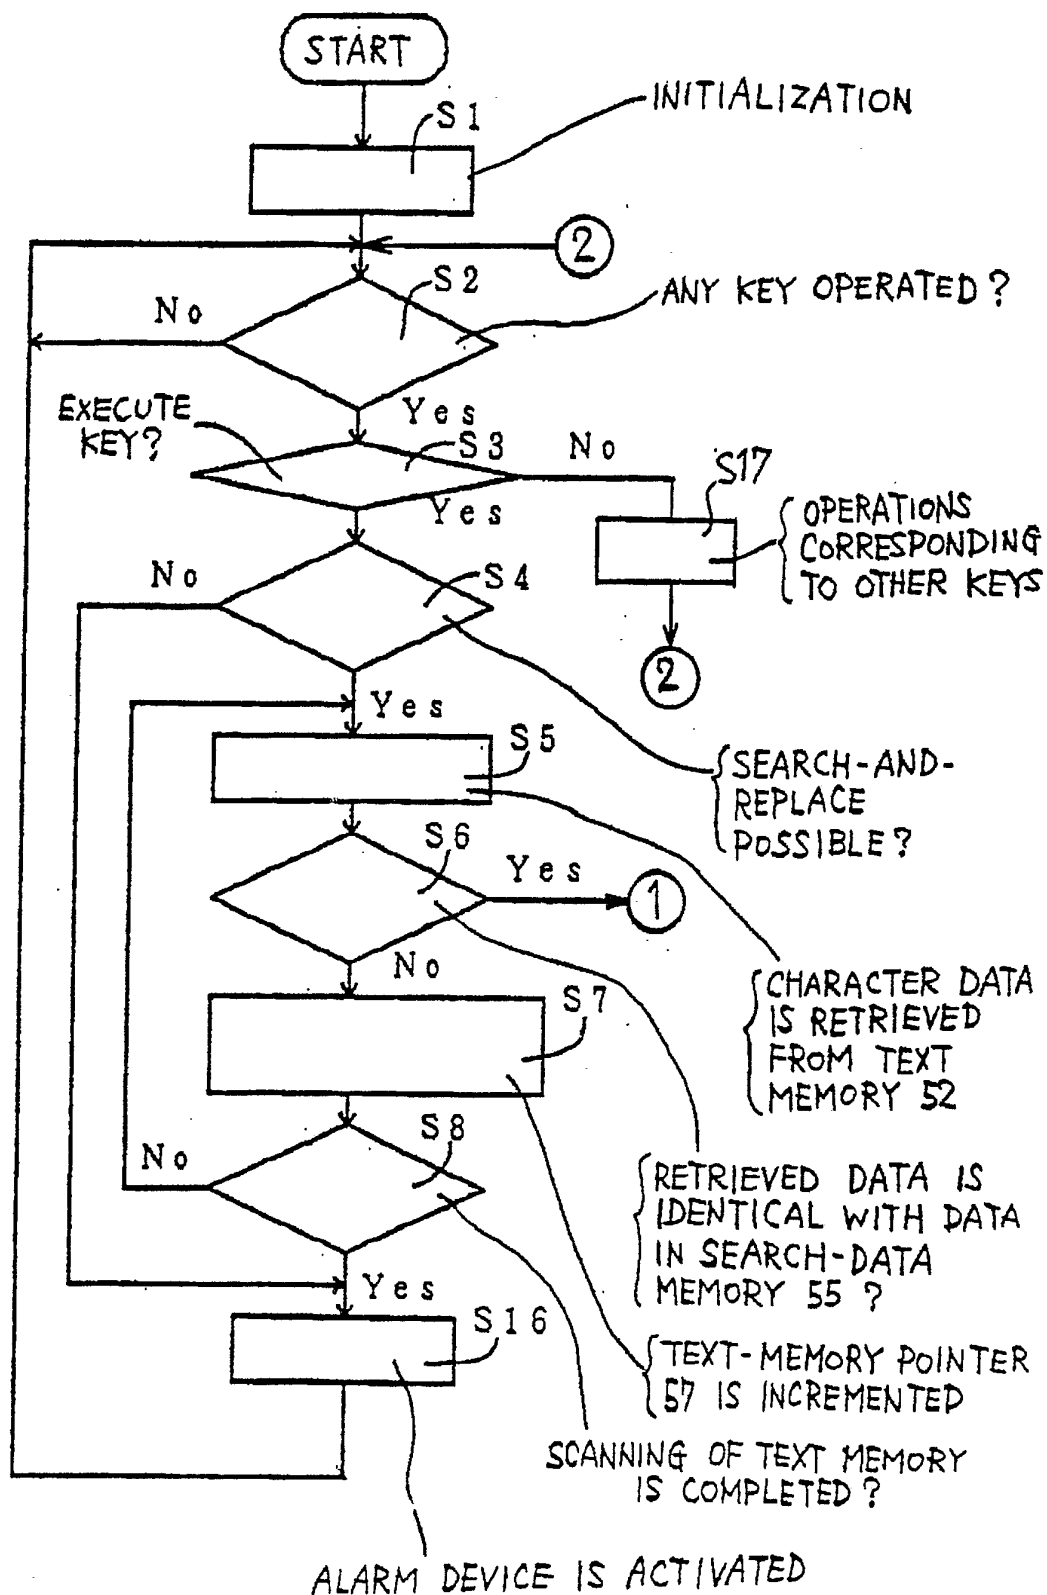 START
S1
INITIALIZATION
2
S2
ANY KEY OPERATED?
No
Yes
EXECUTE
KEY?
S3
No
Yes
S17
OPERATIONS
CORRESPONDING
TO OTHER KEYS
2
No
S4
Yes
SEARCH-AND-
REPLACE
POSSIBLE?
S5
S6
Yes
1
No
CHARACTER DATA
IS RETRIEVED
FROM TEXT
MEMORY 52
S7
No
S8
RETRIEVED DATA IS
IDENTICAL WITH DATA
IN SEARCH-DATA
MEMORY 55 ?
Yes
S16
TEXT-MEMORY POINTER
57 IS INCREMENTED
SCANNING OF TEXT MEMORY
IS COMPLETED?
ALARM DEVICE IS ACTIVATED